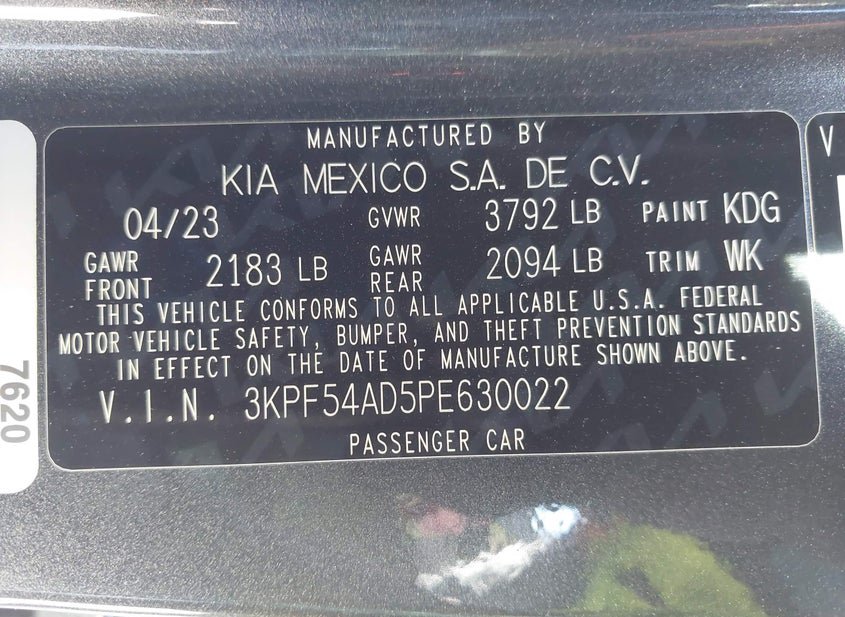 MANUFACTURED BY
KIA MEXICO S.A. DE C.V.
04/23 GVWR 3792 LB PAINT KDG
GAWR FRONT 2183 LB GAWR REAR 2094 LB TRIM WK
THIS VEHICLE CONFORMS TO ALL APPLICABLE U.S.A. FEDERAL
MOTOR VEHICLE SAFETY, BUMPER, AND THEFT PREVENTION STANDARDS
IN EFFECT ON THE DATE OF MANUFACTURE SHOWN ABOVE.
V.I.N. 3KPF54AD5PE630022
PASSENGER CAR
7620
V